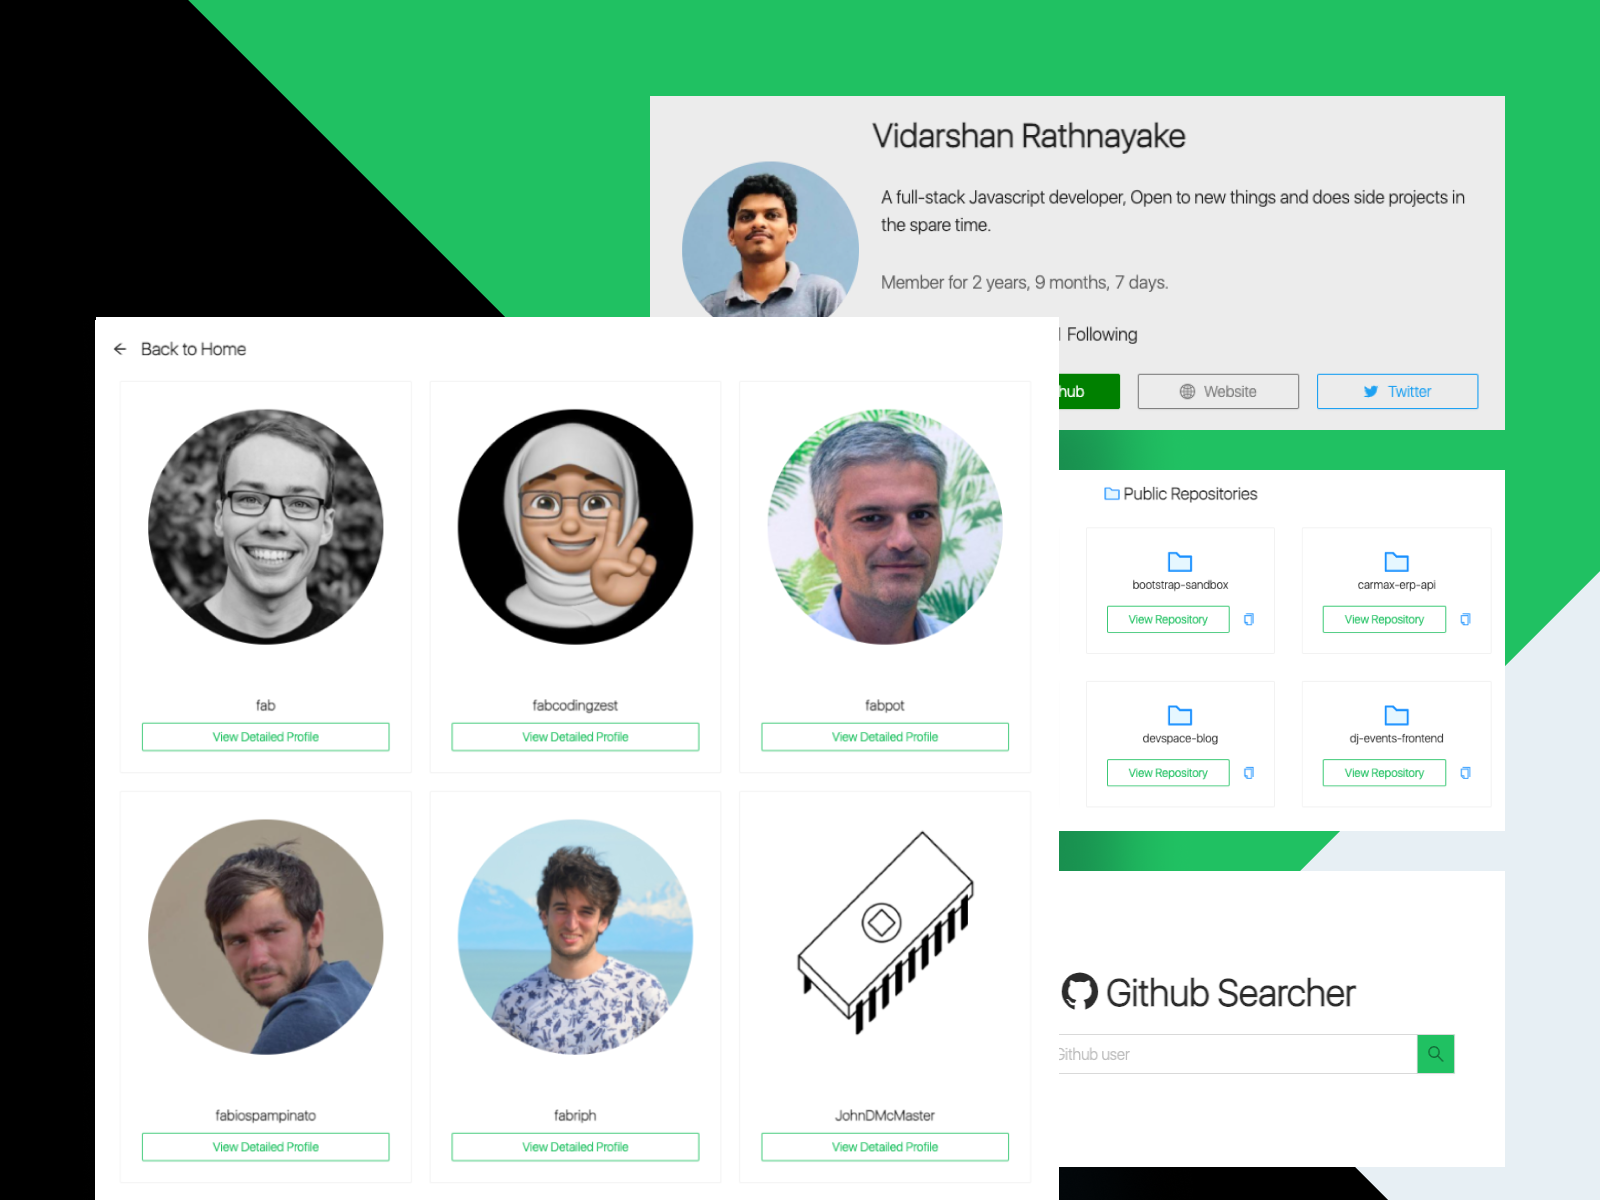 Vidarshan Rathnayake
A full-stack Javascript developer, Open to new things and does side projects in
the spare time.
Member for 2 years, 9 months, 7 days.
Following
hub
Website
Twitter
Back to Home
fab
View Detailed Profile
fabcodingzest
View Detailed Profile
fabpot
View Detailed Profile
fabiospampinato
View Detailed Profile
fabriph
View Detailed Profile
JohnDMcMaster
View Detailed Profile
Public Repositories
bootstrap-sandbox
View Repository
carmax-erp-api
View Repository
devspace-blog
View Repository
dj-events-frontend
View Repository
Github Searcher
Github user